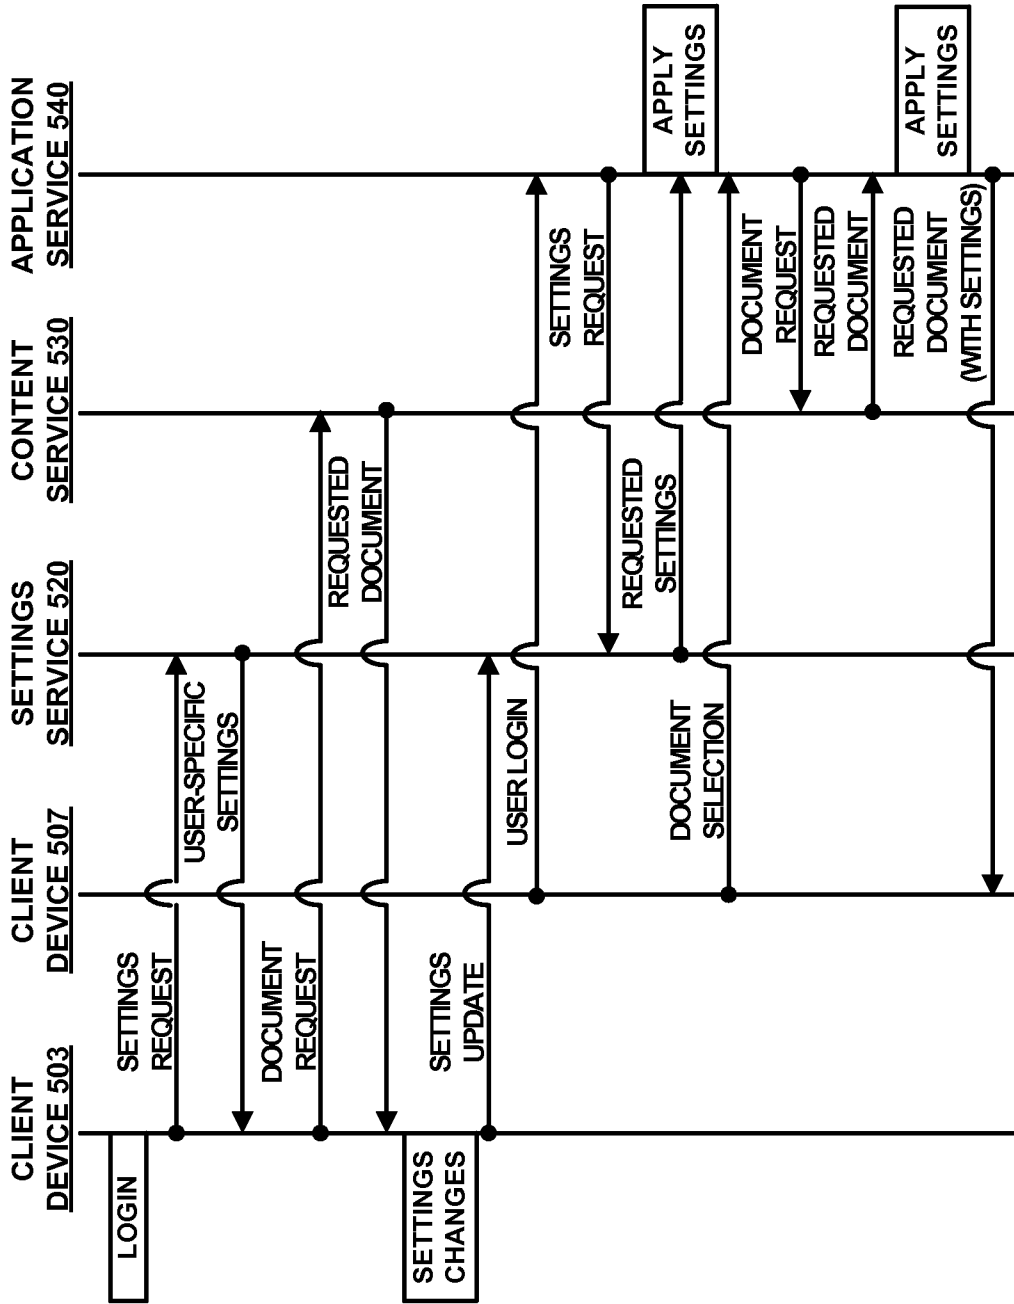 CLIENT
DEVICE 503
CLIENT
DEVICE 507
SETTINGS
SERVICE 520
CONTENT
SERVICE 530
APPLICATION
SERVICE 540
LOGIN
SETTINGS
REQUEST
USER-SPECIFIC
SETTINGS
DOCUMENT
REQUEST
REQUESTED
DOCUMENT
SETTINGS
CHANGES
SETTINGS
UPDATE
USER LOGIN
SETTINGS
REQUEST
REQUESTED
SETTINGS
APPLY
SETTINGS
DOCUMENT
SELECTION
DOCUMENT
REQUEST
REQUESTED
DOCUMENT
APPLY
SETTINGS
REQUESTED
DOCUMENT
(WITH SETTINGS)